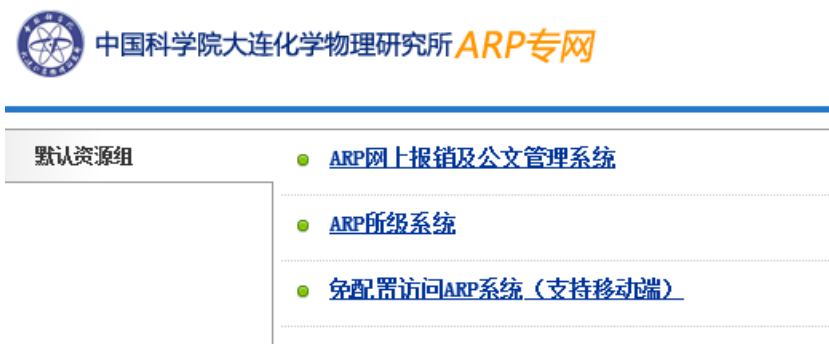 中国科学院大连化学物理研究所ARP专网
默认资源组
ARP网上报销及公文管理系统
ARP所级系统
免配置访问ARP系统（支持移动端）